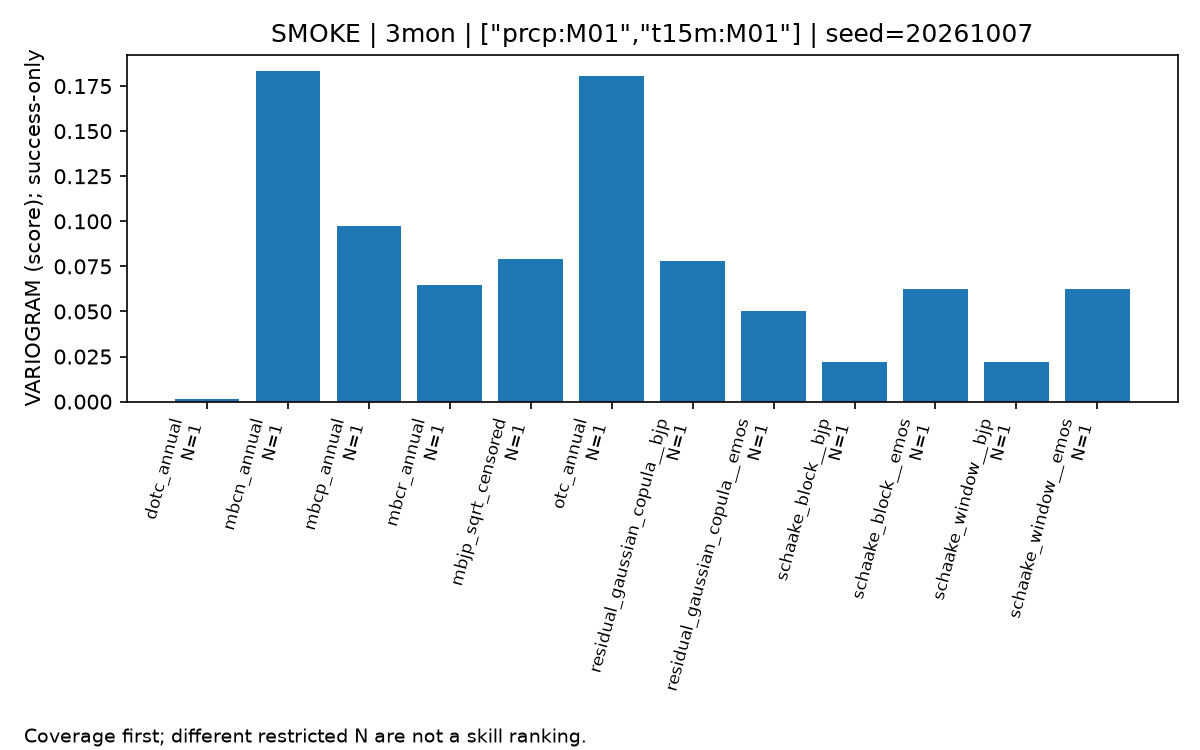 SMOKE | 3mon | ["prcp:M01","t15m:M01"] | seed=20261007
VARIOGRAM (score); success-only
0.175
0.150
0.125
0.100
0.075
0.050
0.025
0.000
dotc_annual
N=1
mbcn_annual
N=1
mbcp_annual
N=1
mbcr_annual
N=1
mbjp_sqrt_censored
N=1
otc_annual
N=1
residual_gaussian_copula__bjp
N=1
residual_gaussian_copula__emos
N=1
schaake_block__bjp
N=1
schaake_block__emos
N=1
schaake_window__bjp
N=1
schaake_window__emos
N=1
Coverage first; different restricted N are not a skill ranking.